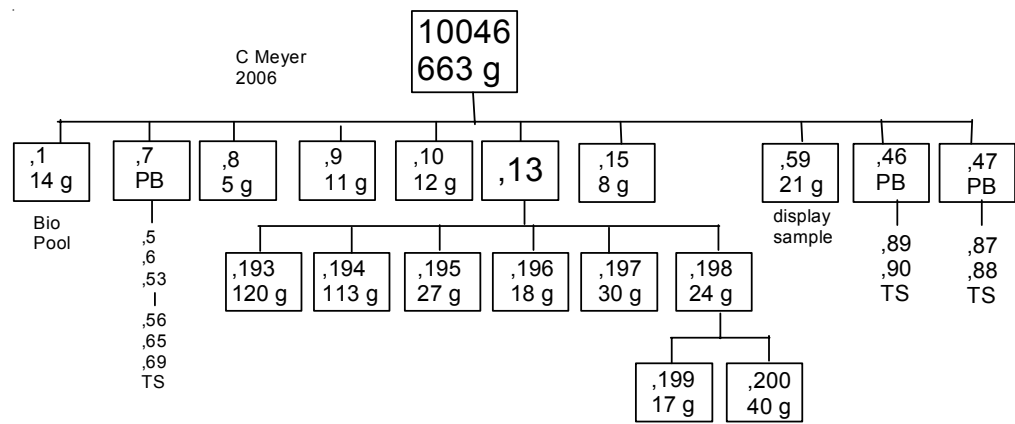 10046
663 g
C Meyer
2006
,1
14 g
,7
PB
,8
5 g
,9
11 g
,10
12 g
,13
,15
8 g
,59
21 g
,46
PB
,47
PB
Bio
Pool
,5
,6
,53
,56
,65
,69
TS
display
sample
,89
,90
TS
,87
,88
TS
,193
120 g
,194
113 g
,195
27 g
,196
18 g
,197
30 g
,198
24 g
,199
17 g
,200
40 g